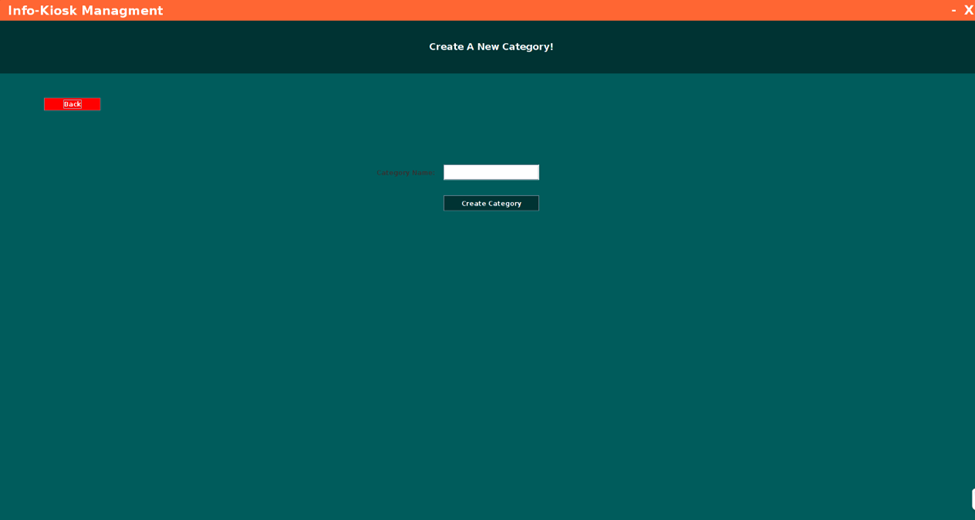 Info-Kiosk Managment
- X
Create A New Category!
Back
Category Name:
Create Category